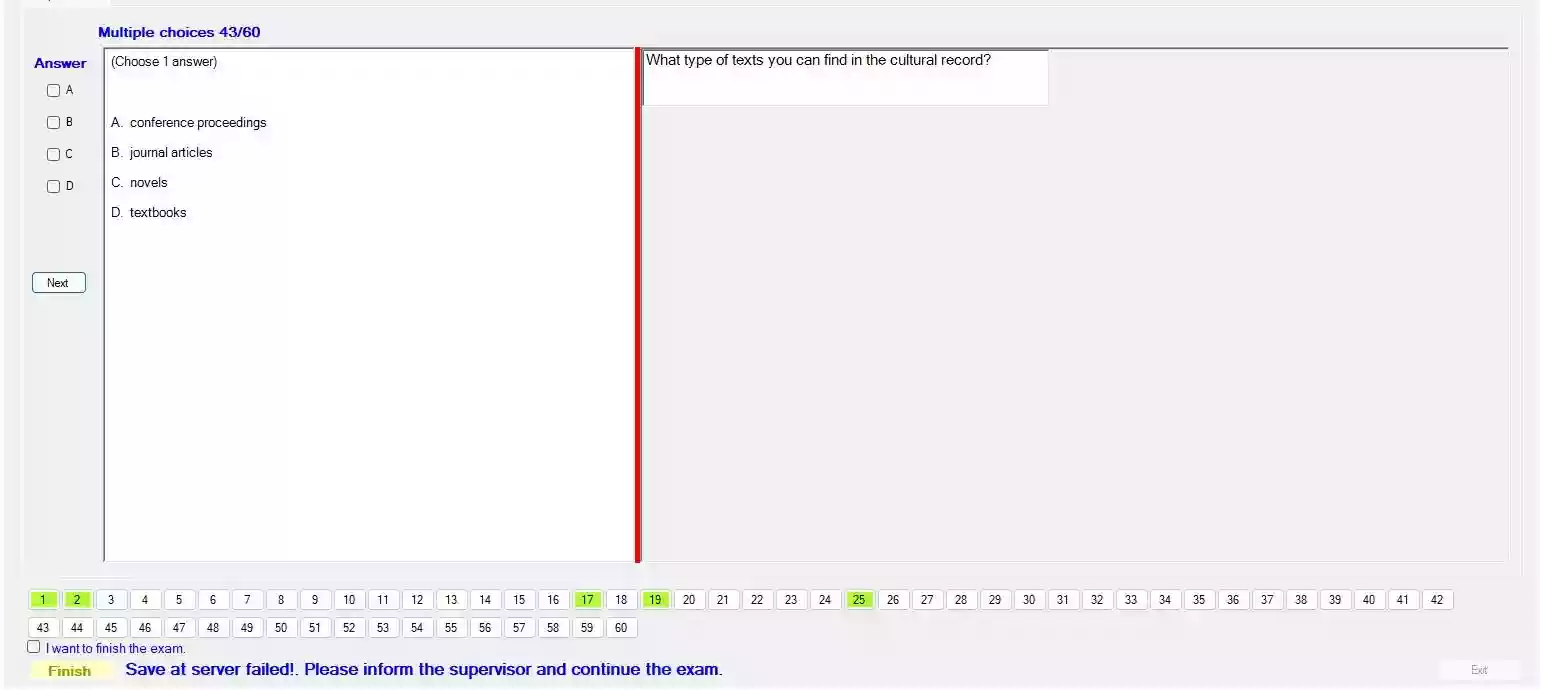 Multiple choices 43/60
Answer
(Choose 1 answer)
What type of texts you can find in the cultural record?
A
B
C
D
A. conference proceedings
B. journal articles
C. novels
D. textbooks
Next
1 2 3 4 5 6 7 8 9 10 11 12 13 14 15 16 17 18 19 20 21 22 23 24 25 26 27 28 29 30 31 32 33 34 35 36 37 38 39 40 41 42
43 44 45 46 47 48 49 50 51 52 53 54 55 56 57 58 59 60
I want to finish the exam.
Finish Save at server failed!. Please inform the supervisor and continue the exam. Exit